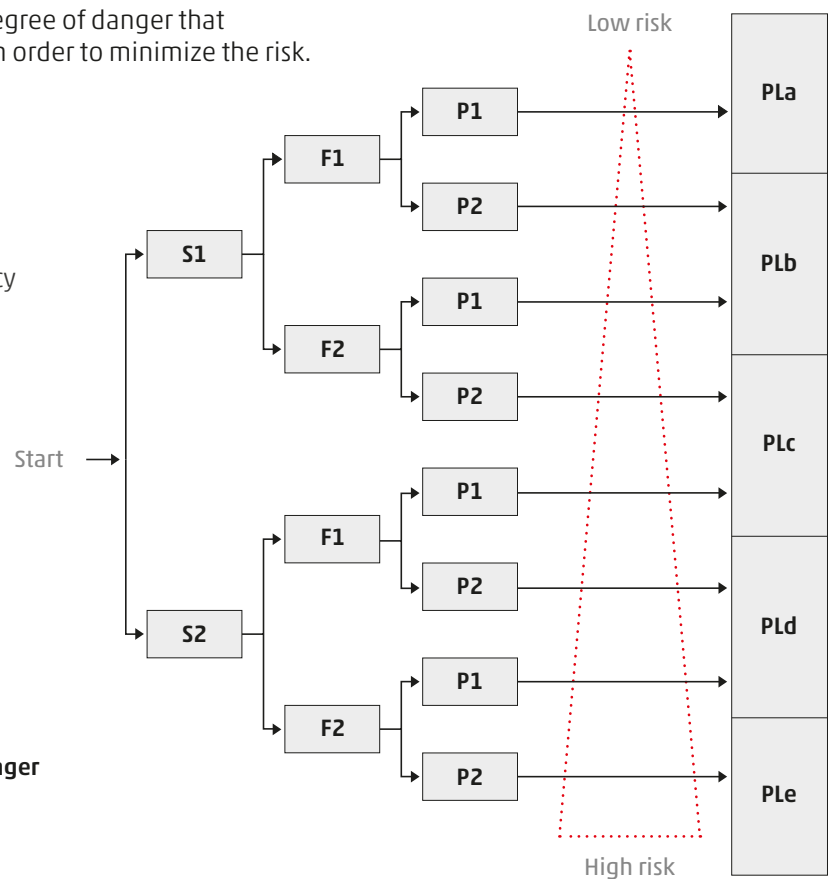 egree of danger that
n order to minimize the risk.
Low risk
PLa
P1
F1
P2
S1
PLb
P1
F2
P2
PLc
Start
P1
F1
P2
PLd
S2
P1
F2
P2
PLe
High risk